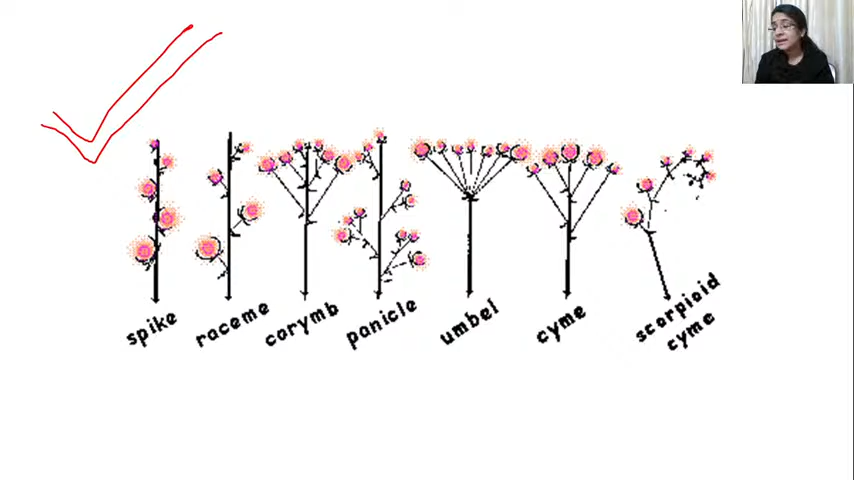 spike
raceme
corymb
panicle
umbel
cyme
scorpioid
cyme